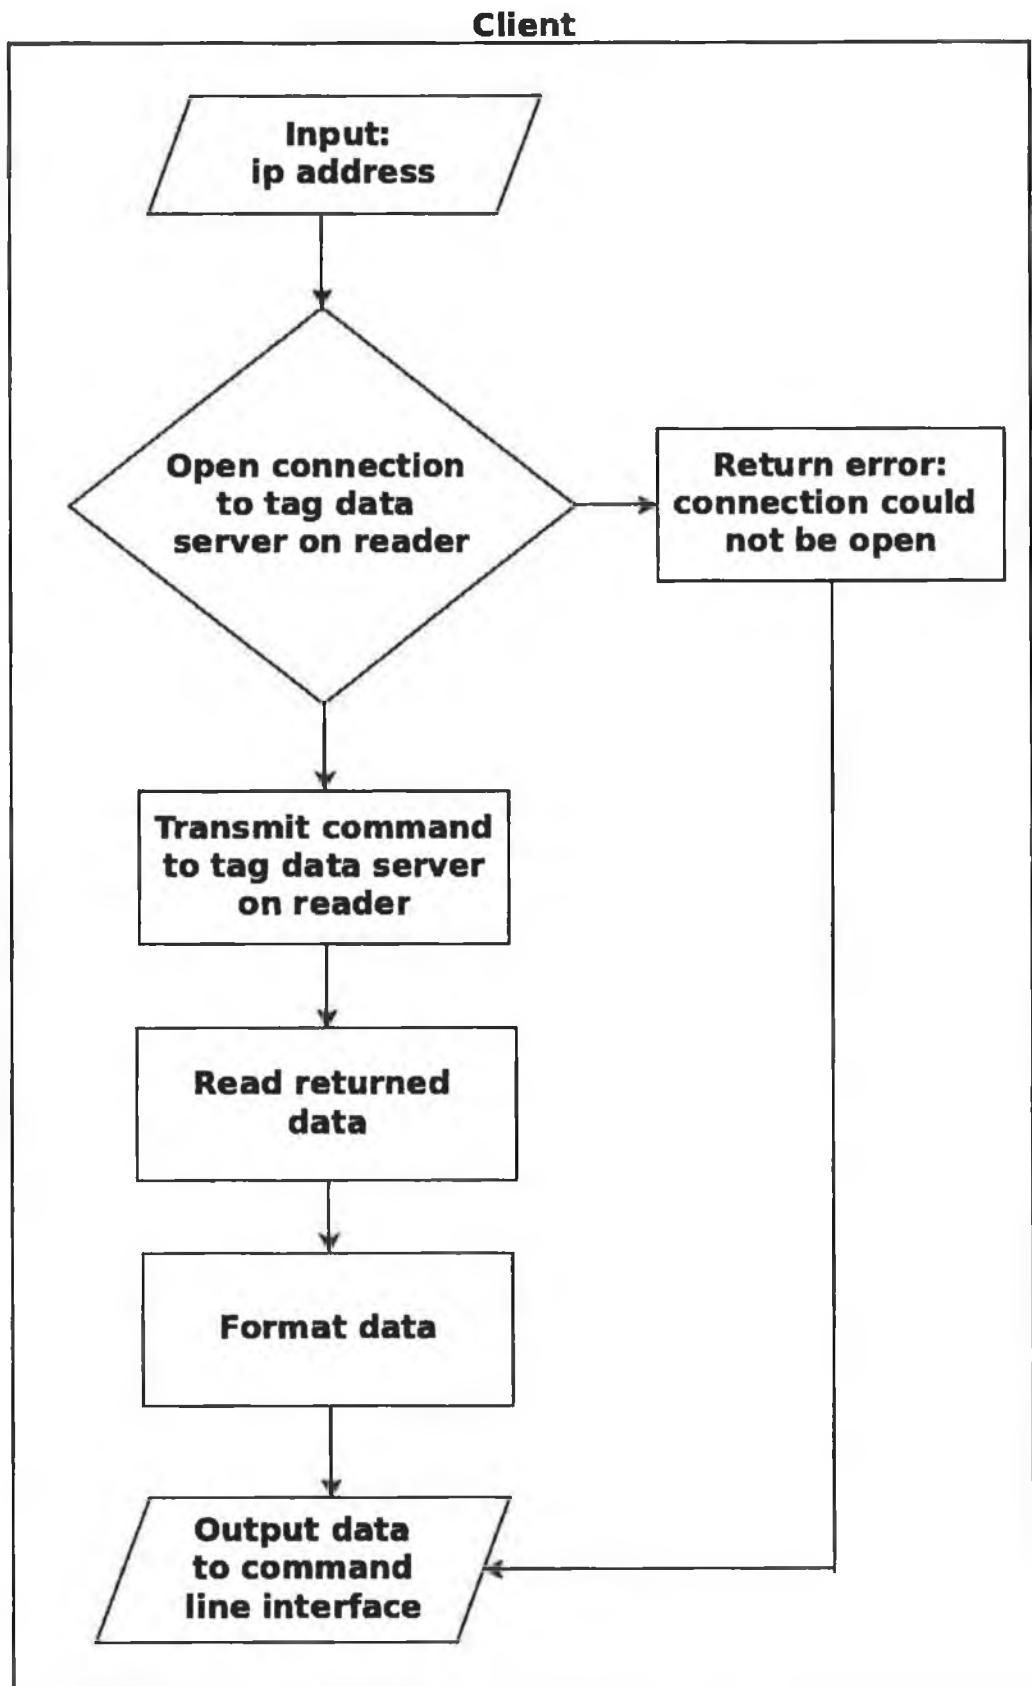 Client
Input:
ip address
Open connection
to tag data
server on reader
Return error:
connection could
not be open
Transmit command
to tag data server
on reader
Read returned
data
Format data
Output data
to command
line interface